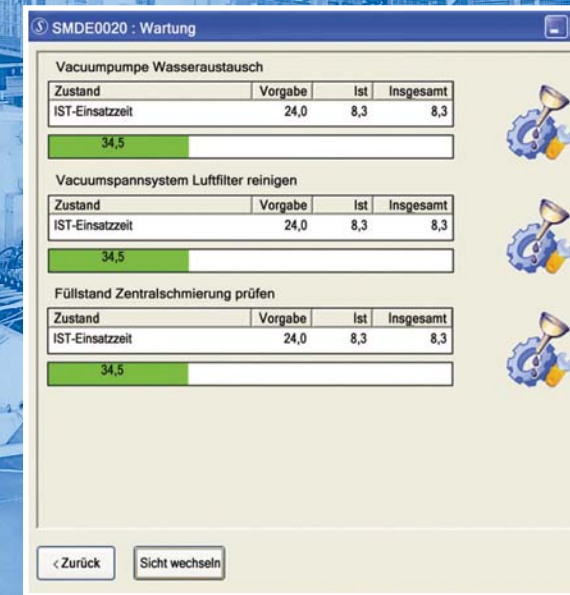 SMDE0020 : Wartung
Vacuumpumpe Wasseraustausch
Zustand Vorgabe Ist Insgesamt
IST-Einsatzzeit 24,0 8,3 8,3
34,5
Vacuumspannsystem Luftfilter reinigen
Zustand Vorgabe Ist Insgesamt
IST-Einsatzzeit 24,0 8,3 8,3
34,5
Füllstand Zentralschmierung prüfen
Zustand Vorgabe Ist Insgesamt
IST-Einsatzzeit 24,0 8,3 8,3
34,5
<Zurück Sicht wechseln